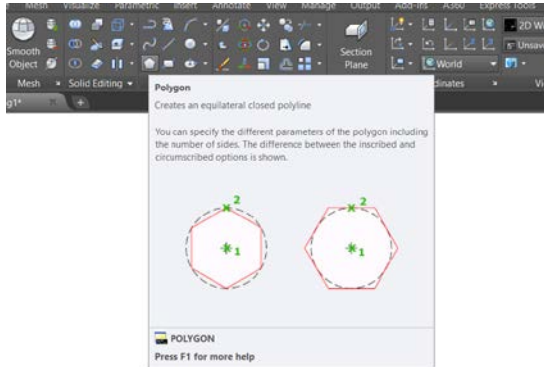 Mesh Visualize Parametric Insert Annotate View Manage Output Add-ins A360 Express Tools
Smooth
Object
Section
Plane
2D Wi
Unsav
World
Mesh Solid Editing
dinates
Vi
g1*
Polygon
Creates an equilateral closed polyline
You can specify the different parameters of the polygon including
the number of sides. The difference between the inscribed and
circumscribed options is shown.
2
1
2
1
POLYGON
Press F1 for more help